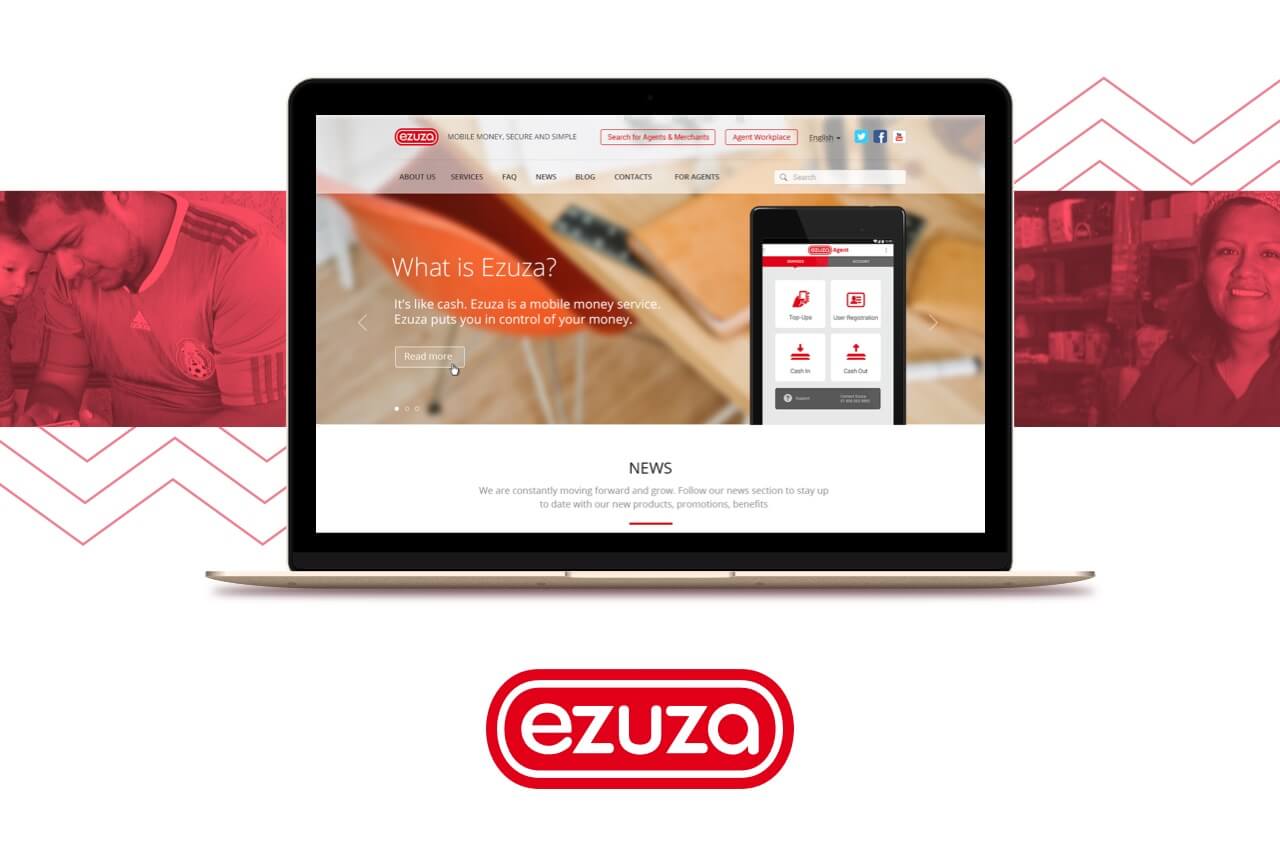 ezuza
MOBILE MONEY, SECURE AND SIMPLE
Search for Agents & Merchants
Agent Workplace
English
ABOUT US
SERVICES
FAQ
NEWS
BLOG
CONTACTS
FOR AGENTS
Search
What is Ezuza?
It's like cash. Ezuza is a mobile money service.
Ezuza puts you in control of your money.
Read more
ezuza Agent
SERVICES
ACCOUNT
Top-Ups
User Registration
Cash In
Cash Out
Support
Contact Ezuza
NEWS
We are constantly moving forward and grow. Follow our news section to stay up
to date with our new products, promotions, benefits
ezuza